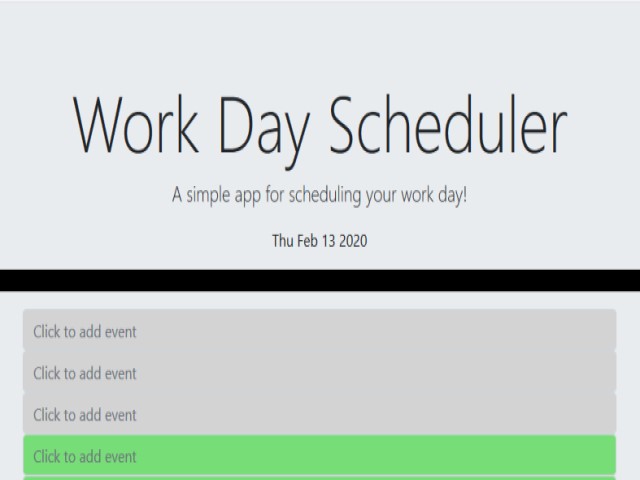 Work Day Scheduler
A simple app for scheduling your work day!
Thu Feb 13 2020
Click to add event
Click to add event
Click to add event
Click to add event